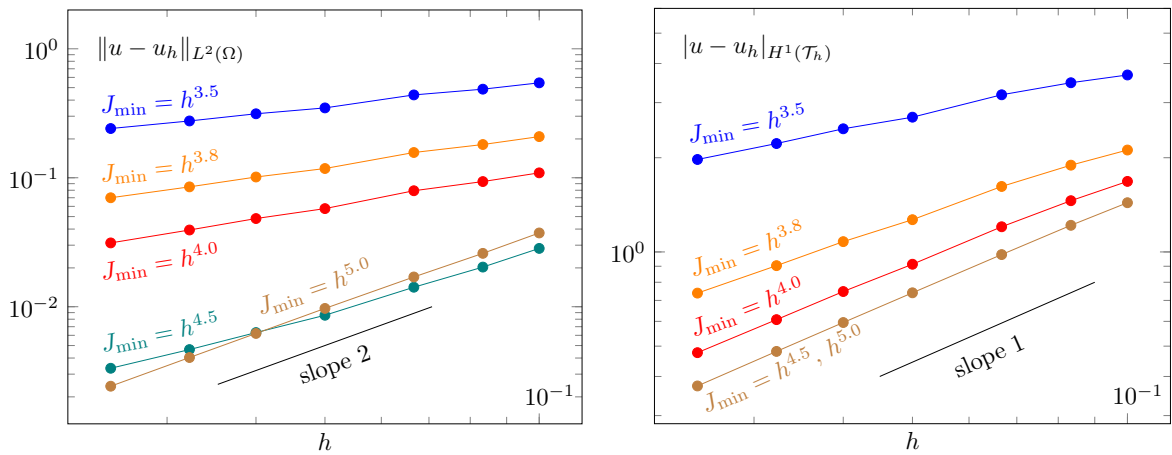 ‖u − u_h‖_{L²(Ω)}
10^0
10^{−1}
10^{−2}
J_min = h^{3.5}
J_min = h^{3.8}
J_min = h^{4.0}
J_min = h^{5.0}
J_min = h^{4.5}
slope 2
10^{−1}
h
|u − u_h|_{H¹(𝒯_h)}
10^0
J_min = h^{3.5}
J_min = h^{3.8}
J_min = h^{4.0}
J_min = h^{4.5}, h^{5.0}
slope 1
10^{−1}
h